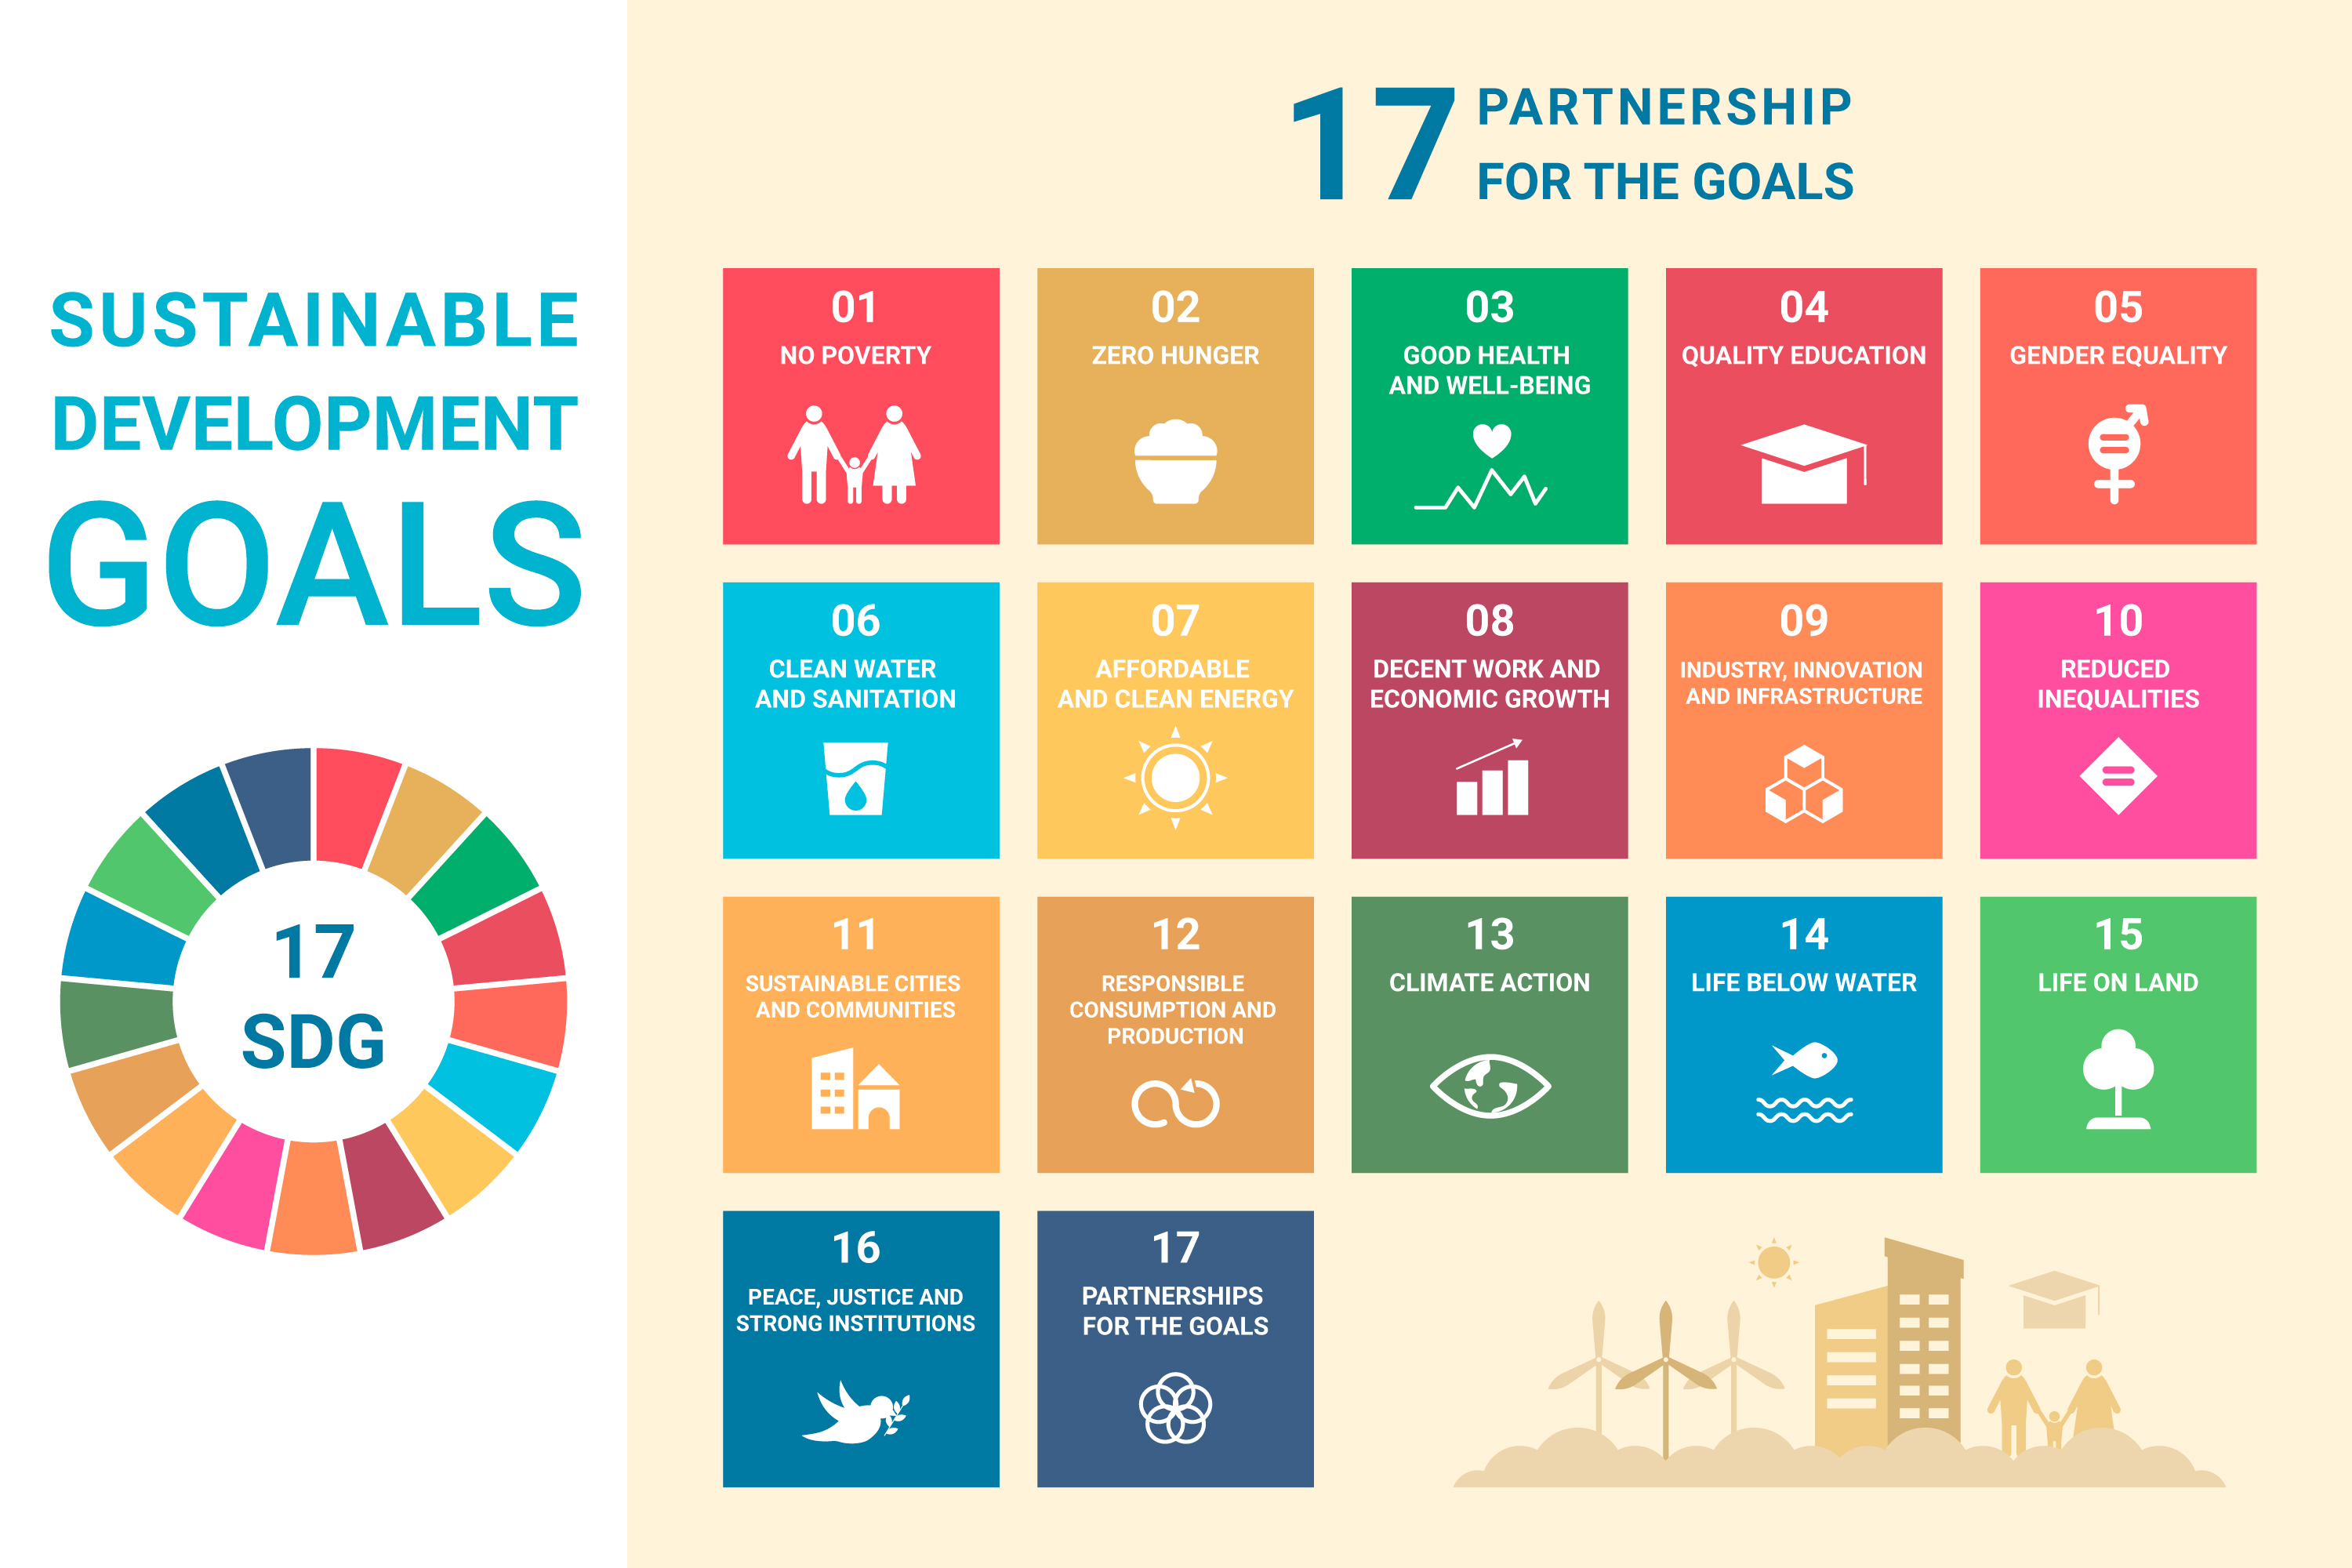 SUSTAINABLE
DEVELOPMENT
GOALS
17
SDG
17
PARTNERSHIP
FOR THE GOALS
01
NO POVERTY
02
ZERO HUNGER
03
GOOD HEALTH
AND WELL-BEING
04
QUALITY EDUCATION
05
GENDER EQUALITY
06
CLEAN WATER
AND SANITATION
07
AFFORDABLE
AND CLEAN ENERGY
08
DECENT WORK AND
ECONOMIC GROWTH
09
INDUSTRY, INNOVATION
AND INFRASTRUCTURE
10
REDUCED
INEQUALITIES
11
SUSTAINABLE CITIES
AND COMMUNITIES
12
RESPONSIBLE
CONSUMPTION AND
PRODUCTION
13
CLIMATE ACTION
14
LIFE BELOW WATER
15
LIFE ON LAND
16
PEACE, JUSTICE AND
STRONG INSTITUTIONS
17
PARTNERSHIPS
FOR THE GOALS